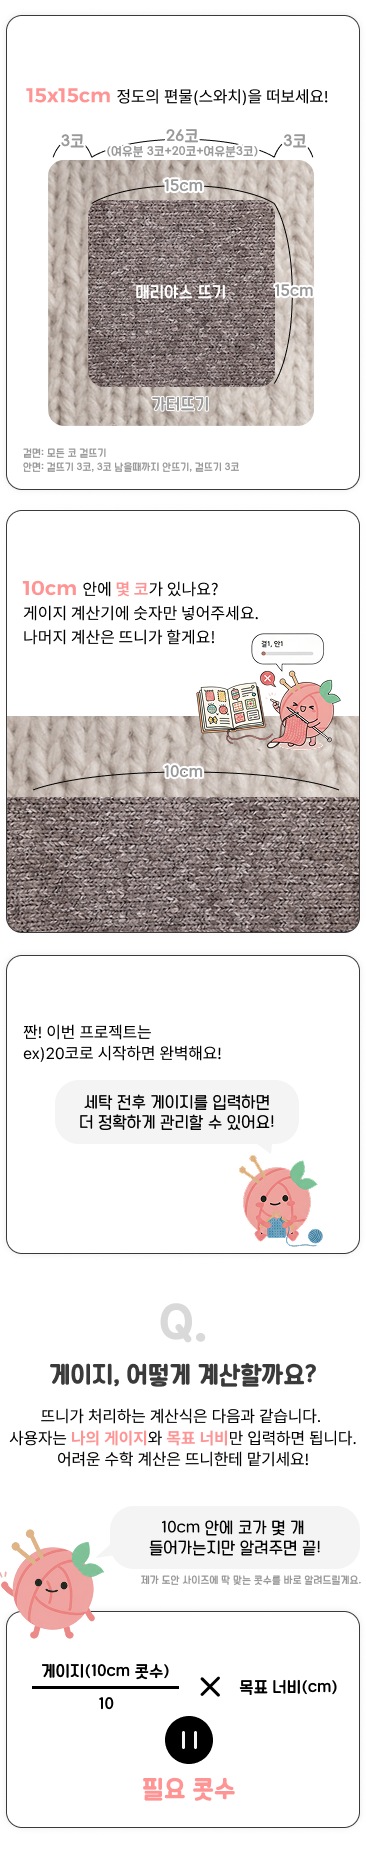 15x15cm 정도의 편물(스와치)을 떠보세요!
3코 26코 3코
(여유분 3코+20코+여유분3코)
15cm
매리야스 뜨기
15cm
가터뜨기
겉면: 모든 코 겉뜨기
안면: 겉뜨기 3코, 3코 남을때까지 안뜨기, 겉뜨기 3코
10cm 안에 몇 코가 있나요?
게이지 계산기에 숫자만 넣어주세요.
나머지 계산은 뜨니가 할게요!
겉1, 안1
10cm
짠! 이번 프로젝트는
ex)20코로 시작하면 완벽해요!
세탁 전후 게이지를 입력하면
더 정확하게 관리할 수 있어요!
Q.
게이지, 어떻게 계산할까요?
뜨니가 처리하는 계산식은 다음과 같습니다.
사용자는 나의 게이지와 목표 너비만 입력하면 됩니다.
어려운 수학 계산은 뜨니한테 맡기세요!
10cm 안에 코가 몇 개
들어가는지만 알려주면 끝!
제가 도안 사이즈에 딱 맞는 콧수를 바로 알려드릴게요.
게이지(10cm 콧수)
10
× 목표 너비(cm)
필요 콧수